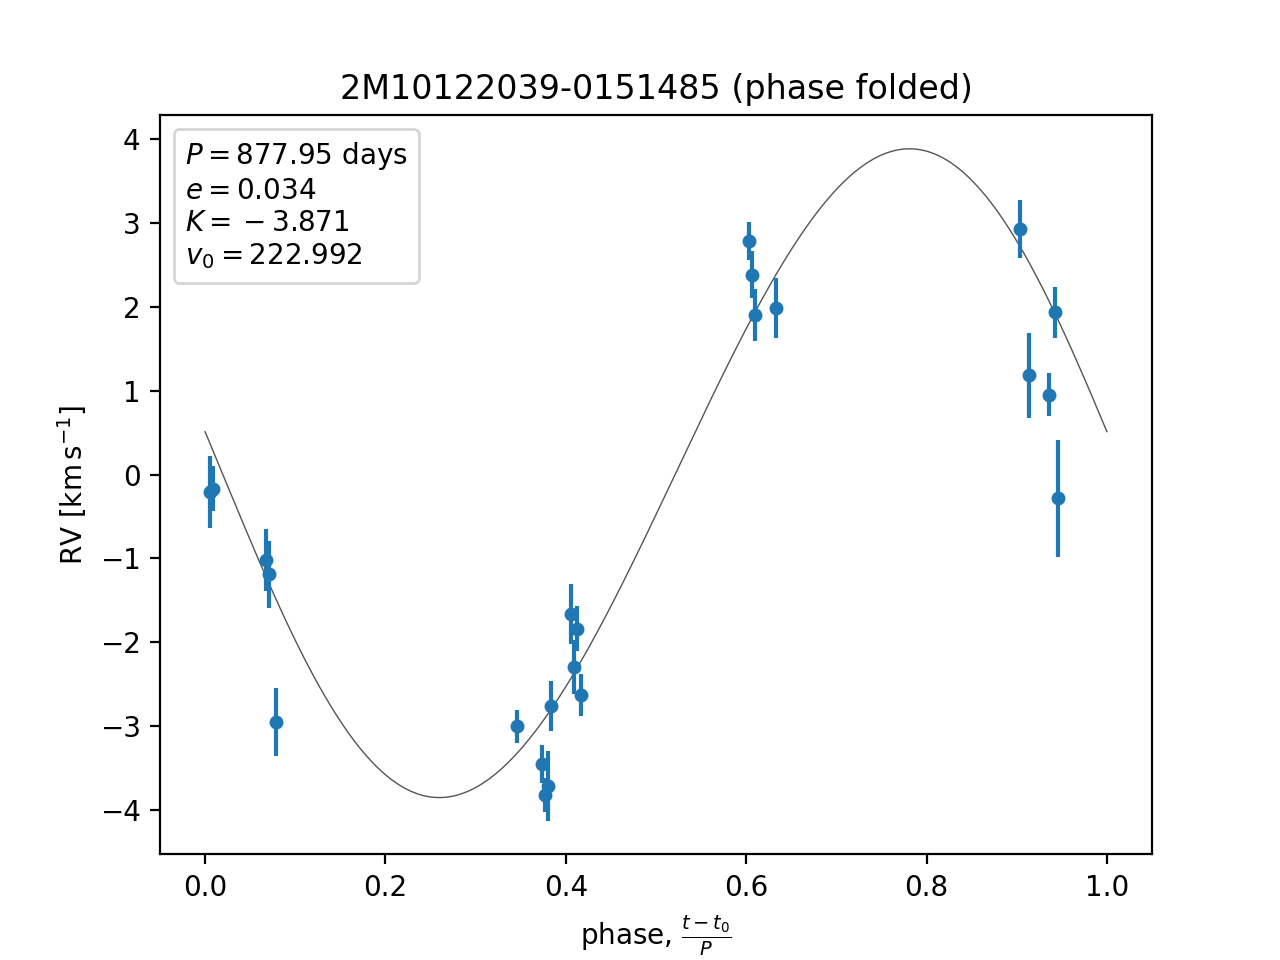 2M10122039-0151485 (phase folded)
P = 877.95 days
e = 0.034
K = −3.871
v₀ = 222.992
4
3
2
1
0
−1
−2
−3
−4
RV [km s⁻¹]
0.0 0.2 0.4 0.6 0.8 1.0
phase, (t − t₀)/P